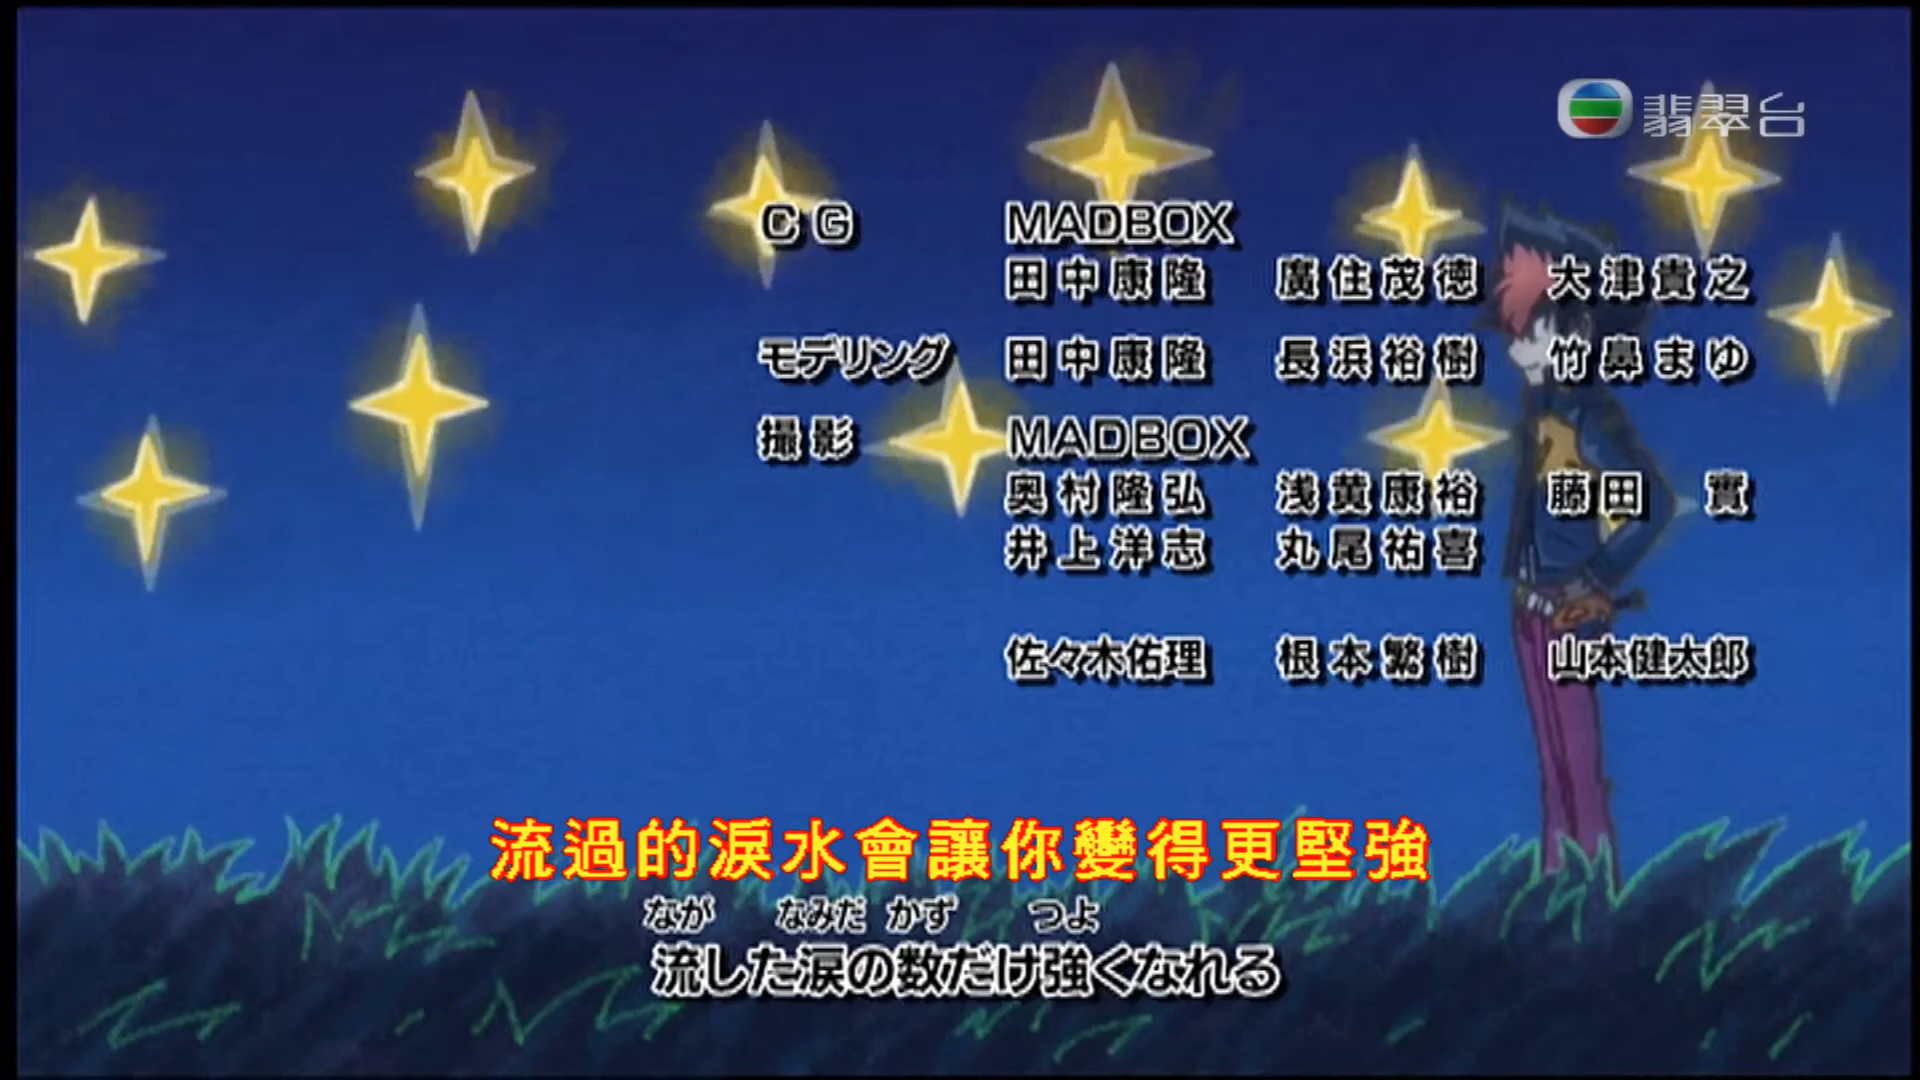 翡翠台
CG MADBOX
田中康隆 廣住茂徳 大津貴之
モデリング 田中康隆 長浜裕樹 竹鼻まゆ
撮影 MADBOX
奥村隆弘 浅黄康裕 藤田 實
井上洋志 丸尾祐喜
佐々木佑理 根本繁樹 山本健太郎
流過的淚水會讓你變得更堅強
なが なみだ かず つよ
流した涙の数だけ強くなれる